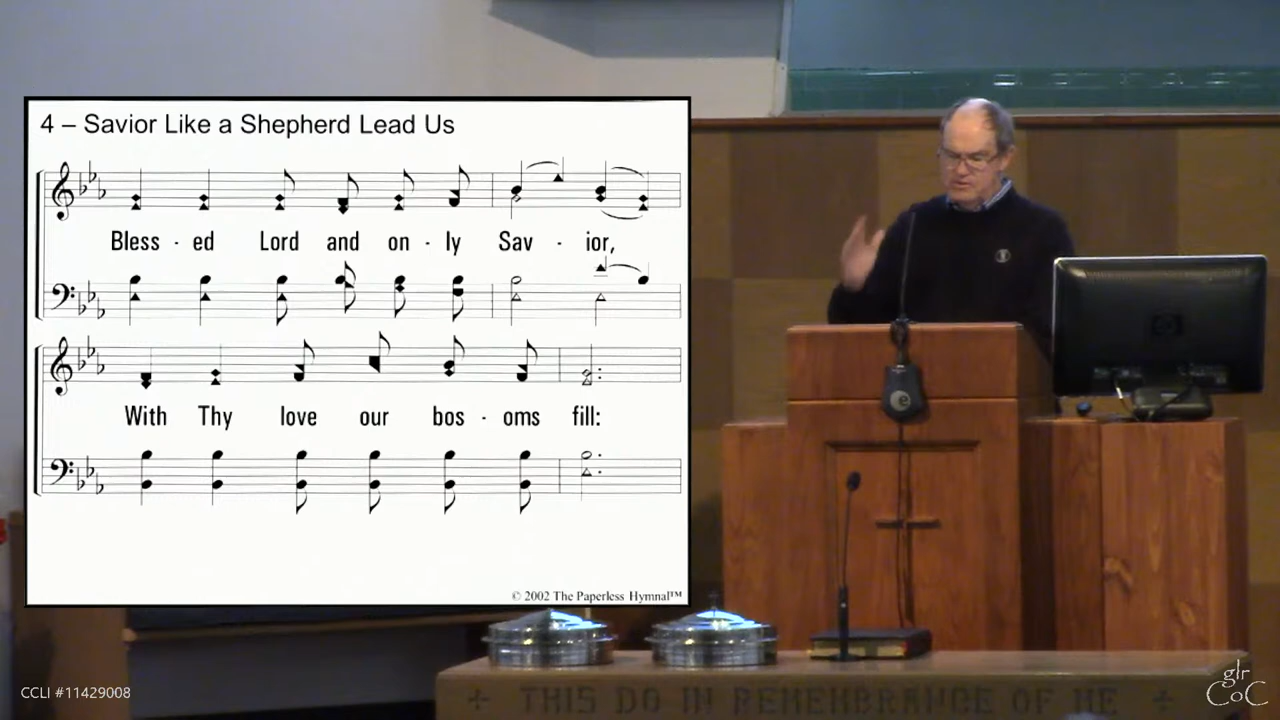 4 – Savior Like a Shepherd Lead Us
Bless - ed Lord and on - ly Sav - ior,
With Thy love our bos - oms fill:
© 2002 The Paperless Hymnal™
e
hp
THIS DO IN REMEMBRANCE OF ME
CCLI #11429008
glr
CoC